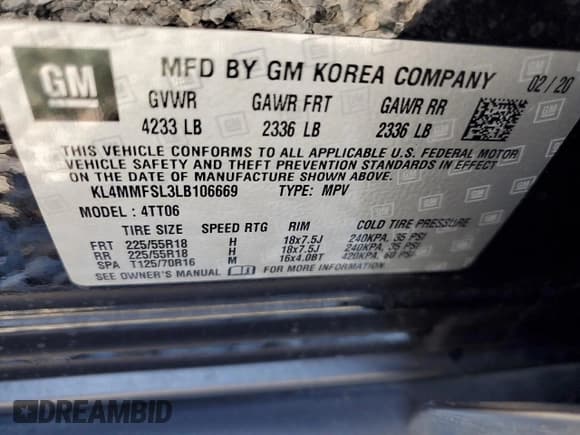 GM
MFD BY GM KOREA COMPANY 02/20
GVWR GAWR FRT GAWR RR
4233 LB 2336 LB 2336 LB
THIS VEHICLE CONFORMS TO ALL APPLICABLE U.S. FEDERAL MOTOR
VEHICLE SAFETY AND THEFT PREVENTION STANDARDS IN EFFECT
ON THE DATE OF MANUFACTURE SHOWN ABOVE.
KL4MMFSL3LB106669 TYPE: MPV
MODEL: 4TT06
TIRE SIZE SPEED RTG RIM COLD TIRE PRESSURE
FRT 225/55R18 H 18x7.5J 240KPA, 35 PSI
RR 225/55R18 H 18x7.5J 240KPA, 35 PSI
SPA T125/70R16 M 16x4.0BT 420KPA, 60 PSI
SEE OWNER'S MANUAL FOR MORE INFORMATION
DREAMBID